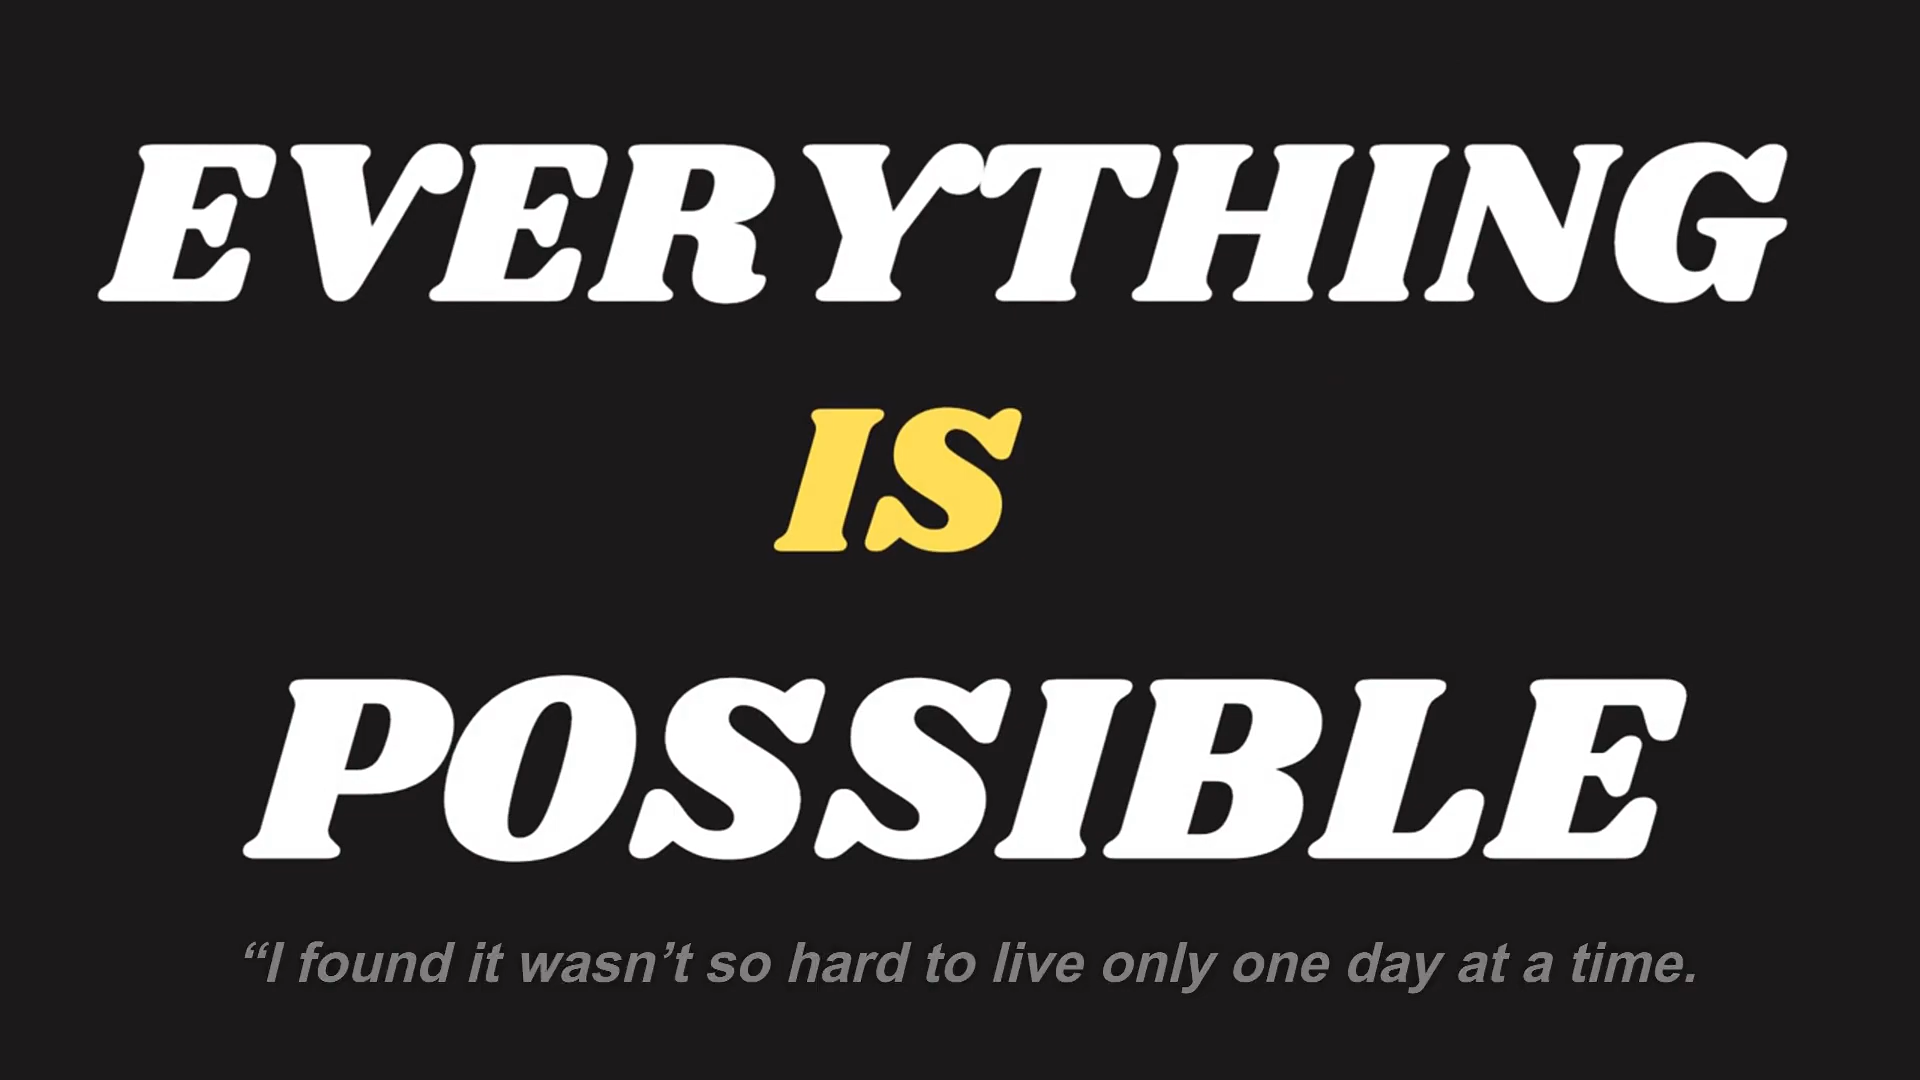 EVERYTHING
IS
POSSIBLE
“I found it wasn’t so hard to live only one day at a time.